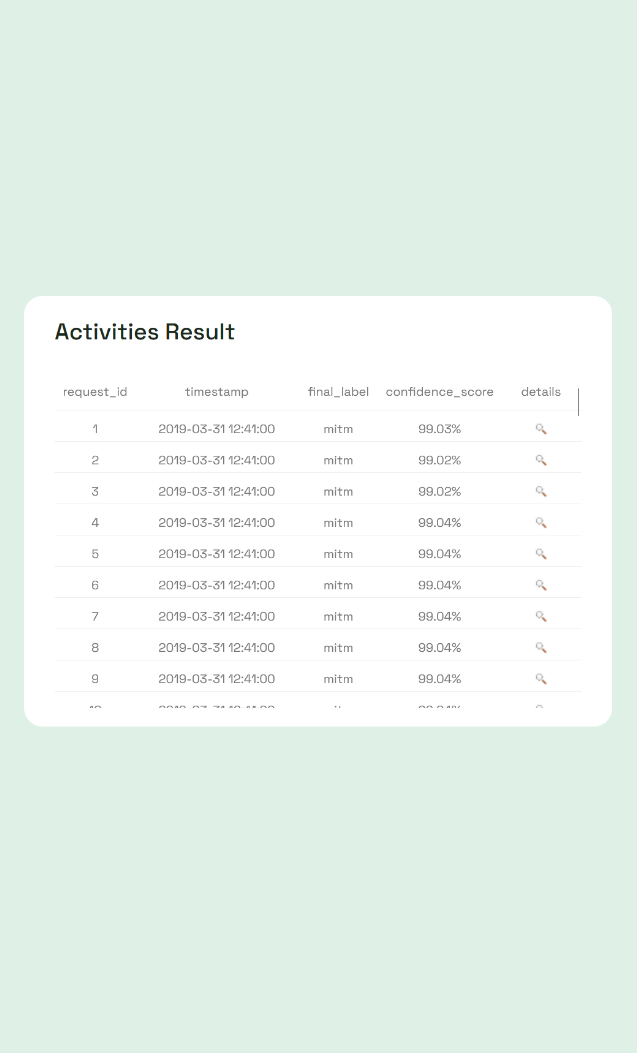 Activities Result
request_id timestamp final_label confidence_score details
1 2019-03-31 12:41:00 mitm 99.03%
2 2019-03-31 12:41:00 mitm 99.02%
3 2019-03-31 12:41:00 mitm 99.02%
4 2019-03-31 12:41:00 mitm 99.04%
5 2019-03-31 12:41:00 mitm 99.04%
6 2019-03-31 12:41:00 mitm 99.04%
7 2019-03-31 12:41:00 mitm 99.04%
8 2019-03-31 12:41:00 mitm 99.04%
9 2019-03-31 12:41:00 mitm 99.04%